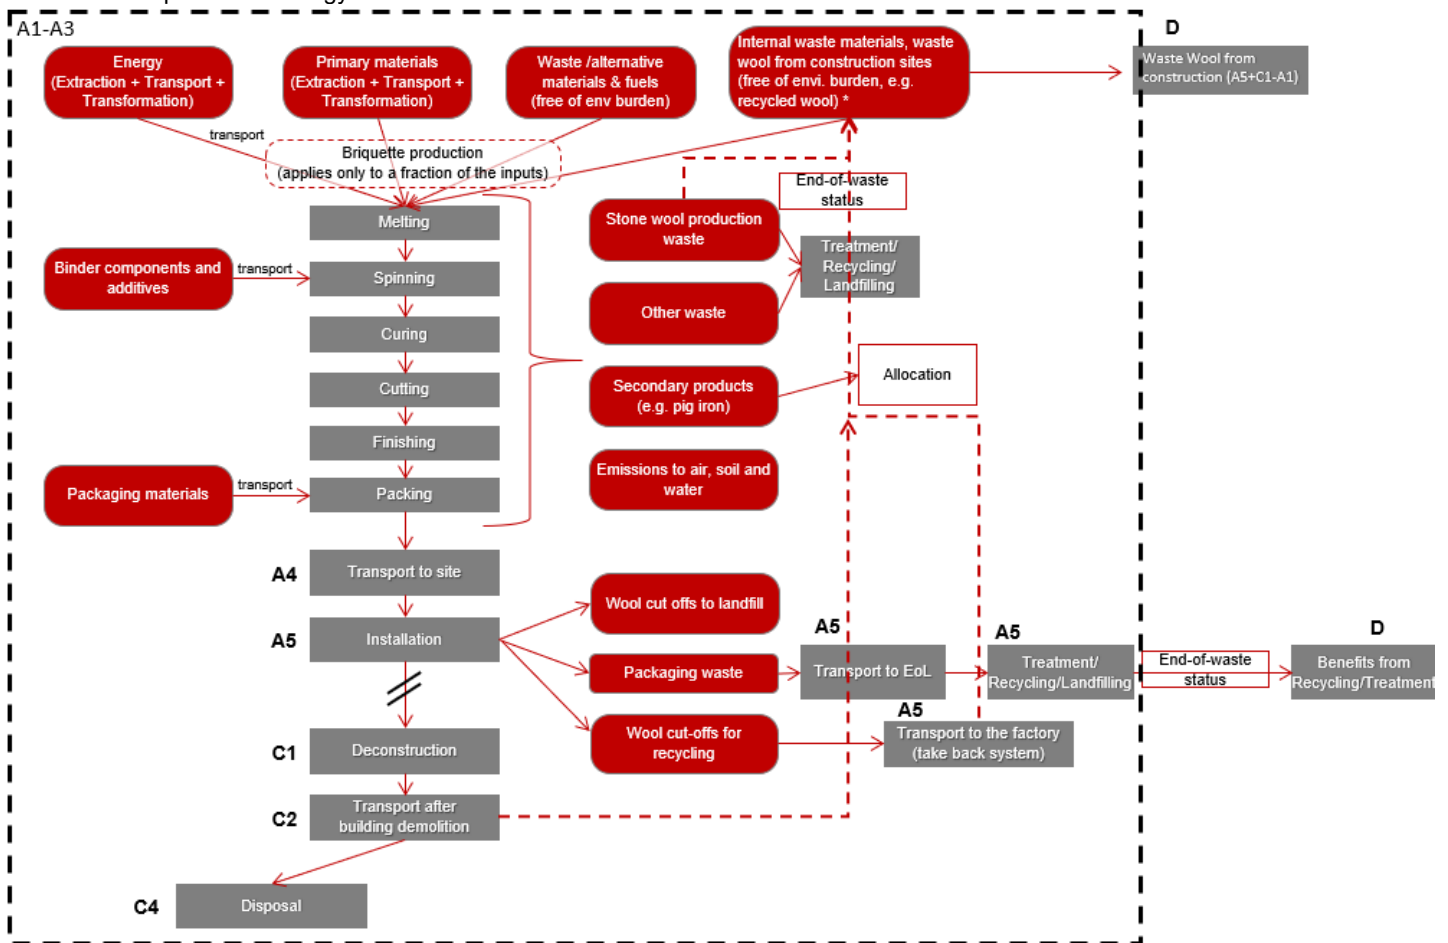 A1-A3
Energy
(Extraction + Transport +
Transformation)
Primary materials
(Extraction + Transport +
Transformation)
Waste /alternative
materials & fuels
(free of env burden)
Internal waste materials, waste
wool from construction sites
(free of envi. burden, e.g.
recycled wool) *
D
Waste Wool from
construction (A5+C1-A1)
transport
Briquette production
(applies only to a fraction of the inputs)
End-of-waste
status
Melting
Stone wool production
waste
Treatment/
Recycling/
Landfilling
Binder components and
additives
transport
Spinning
Other waste
Curing
Cutting
Secondary products
(e.g. pig iron)
Allocation
Finishing
Emissions to air, soil and
water
Packaging materials
transport
Packing
A4
Transport to site
Wool cut offs to landfill
A5
Installation
Packaging waste
A5
Transport to EoL
A5
Treatment/
Recycling/Landfilling
End-of-waste
status
D
Benefits from
Recycling/Treatment
Wool cut-offs for
recycling
A5
Transport to the factory
(take back system)
C1
Deconstruction
C2
Transport after
building demolition
C4
Disposal